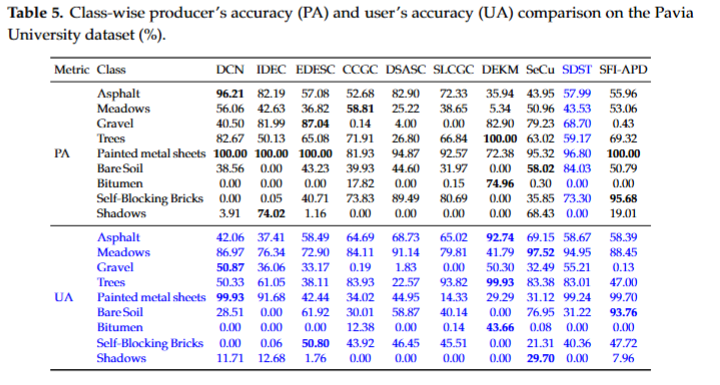 Table 5. Class-wise producer's accuracy (PA) and user's accuracy (UA) comparison on the Pavia
University dataset (%).
Metric Class DCN IDEC EDESC CCGC DSASC SLCGC DEKM SeCu SDST SFI-APD
Asphalt 96.21 82.19 57.08 52.68 82.90 72.33 35.94 43.95 57.99 55.96
Meadows 56.06 42.63 36.82 58.81 25.22 38.65 5.34 50.96 43.53 53.06
Gravel 40.50 81.99 87.04 0.14 4.00 0.00 82.90 79.23 68.70 0.43
Trees 82.67 50.13 65.08 71.91 26.80 66.84 100.00 63.02 59.17 69.32
PA Painted metal sheets 100.00 100.00 100.00 81.93 94.87 92.57 72.38 95.32 96.80 100.00
Bare Soil 38.56 0.00 43.23 39.93 44.60 31.97 0.00 58.02 84.03 50.79
Bitumen 0.00 0.00 0.00 17.82 0.00 0.15 74.96 0.30 0.00 0.00
Self-Blocking Bricks 0.00 0.05 40.71 73.83 89.49 80.69 0.00 35.85 73.30 95.68
Shadows 3.91 74.02 1.16 0.00 0.00 0.00 0.00 68.43 0.00 19.01
Asphalt 42.06 37.41 58.49 64.69 68.73 65.02 92.74 69.15 58.67 58.39
Meadows 86.97 76.34 72.90 84.11 91.14 79.81 41.79 97.52 94.95 88.45
Gravel 50.87 36.06 33.17 0.19 1.83 0.00 50.30 32.49 55.21 0.13
Trees 50.33 61.05 38.11 83.93 22.57 93.82 99.93 83.38 83.01 47.00
UA Painted metal sheets 99.93 91.68 42.44 34.02 44.95 14.33 29.29 31.12 99.24 99.70
Bare Soil 28.51 0.00 61.92 30.01 58.87 40.14 0.00 76.95 31.22 93.76
Bitumen 0.00 0.00 0.00 12.38 0.00 0.14 43.66 0.08 0.00 0.00
Self-Blocking Bricks 0.00 0.06 50.80 43.92 46.45 45.51 0.00 21.31 40.36 47.72
Shadows 11.71 12.68 1.76 0.00 0.00 0.00 0.00 29.70 0.00 7.96